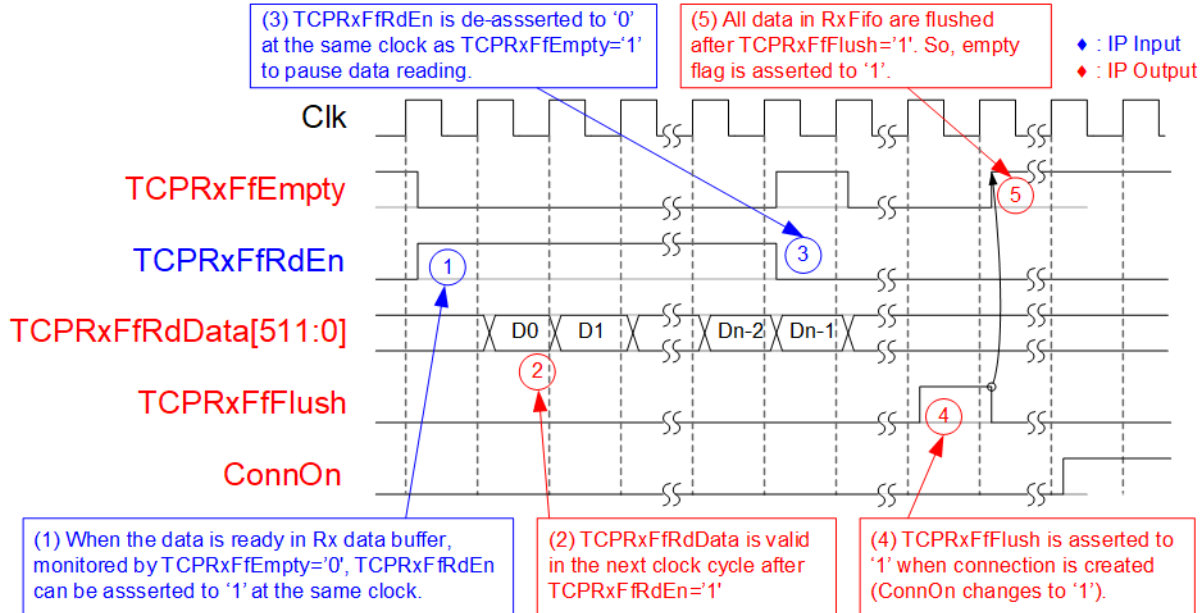 (3) TCPRxFfRdEn is de-assserted to ‘0’
at the same clock as TCPRxFfEmpty=‘1’
to pause data reading.
(5) All data in RxFifo are flushed
after TCPRxFfFlush=‘1'. So, empty
flag is asserted to ‘1’.
♦ : IP Input
♦ : IP Output
Clk
TCPRxFfEmpty
5
TCPRxFfRdEn
1
3
TCPRxFfRdData[511:0]
D0
D1
Dn-2
Dn-1
2
TCPRxFfFlush
4
ConnOn
(1) When the data is ready in Rx data buffer,
monitored by TCPRxFfEmpty=’0', TCPRxFfRdEn
can be assserted to ‘1’ at the same clock.
(2) TCPRxFfRdData is valid
in the next clock cycle after
TCPRxFfRdEn=’1'
(4) TCPRxFfFlush is asserted to
‘1’ when connection is created
(ConnOn changes to ‘1’).